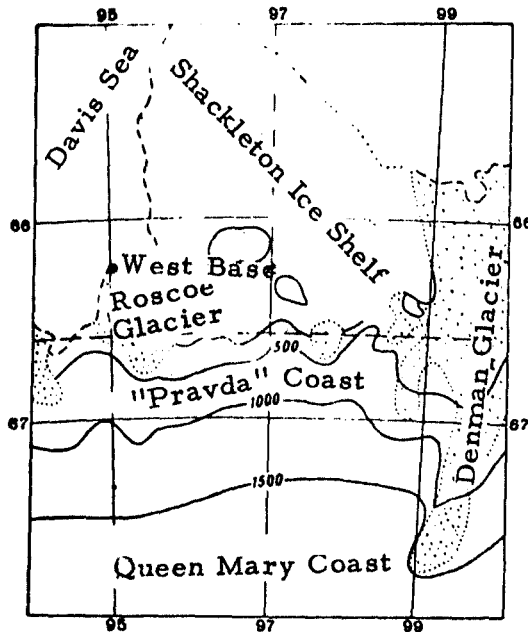 95 97 99
Davis Sea
Shackleton Ice Shelf
66 66
West Base
Roscoe
Glacier
Denman Glacier
500
"Pravda" Coast
1000
67 67
1500
Queen Mary Coast
95 97 99